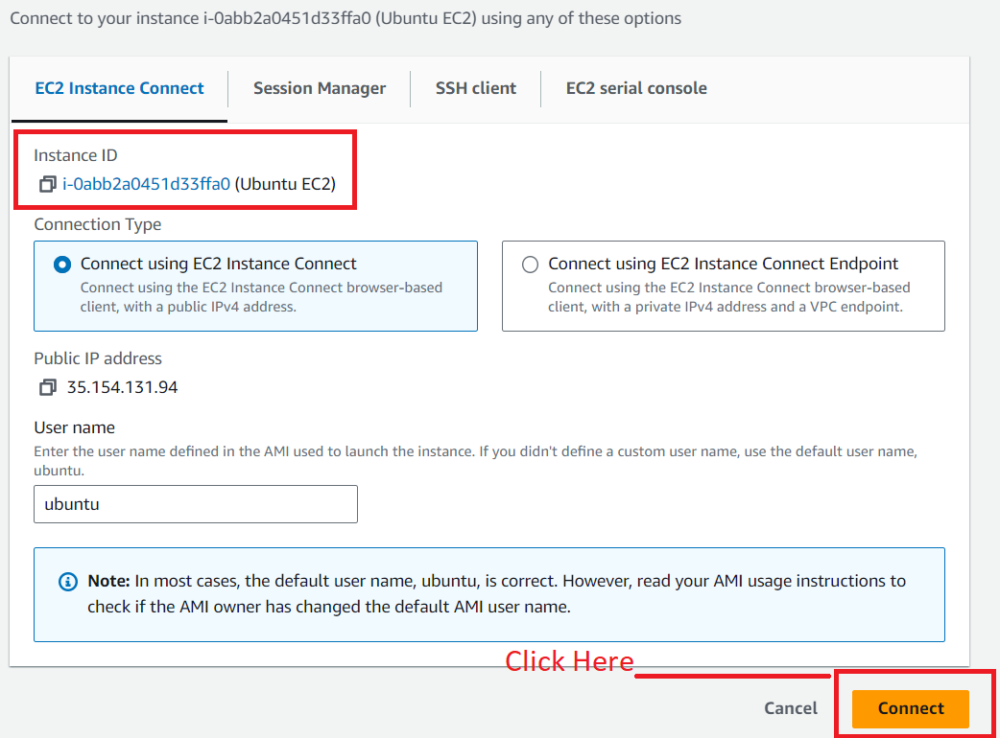 Connect to your instance i-0abb2a0451d33ffa0 (Ubuntu EC2) using any of these options
EC2 Instance Connect
Session Manager
SSH client
EC2 serial console
Instance ID
i-0abb2a0451d33ffa0 (Ubuntu EC2)
Connection Type
Connect using EC2 Instance Connect
Connect using the EC2 Instance Connect browser-based
client, with a public IPv4 address.
Connect using EC2 Instance Connect Endpoint
Connect using the EC2 Instance Connect browser-based
client, with a private IPv4 address and a VPC endpoint.
Public IP address
35.154.131.94
User name
Enter the user name defined in the AMI used to launch the instance. If you didn't define a custom user name, use the default user name,
ubuntu.
ubuntu
Note: In most cases, the default user name, ubuntu, is correct. However, read your AMI usage instructions to
check if the AMI owner has changed the default AMI user name.
Click Here
Cancel
Connect